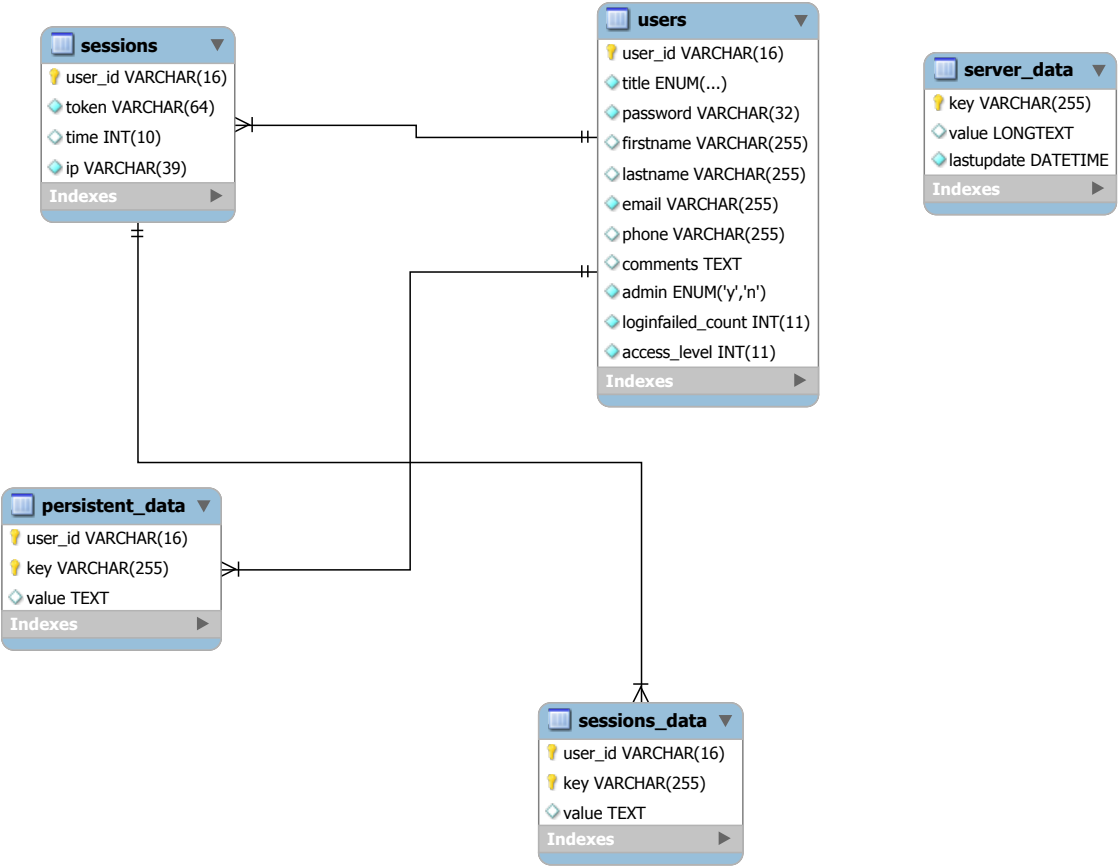 sessions
user_id VARCHAR(16)
token VARCHAR(64)
time INT(10)
ip VARCHAR(39)
Indexes
users
user_id VARCHAR(16)
title ENUM(...)
password VARCHAR(32)
firstname VARCHAR(255)
lastname VARCHAR(255)
email VARCHAR(255)
phone VARCHAR(255)
comments TEXT
admin ENUM('y','n')
loginfailed_count INT(11)
access_level INT(11)
Indexes
server_data
key VARCHAR(255)
value LONGTEXT
lastupdate DATETIME
Indexes
persistent_data
user_id VARCHAR(16)
key VARCHAR(255)
value TEXT
Indexes
sessions_data
user_id VARCHAR(16)
key VARCHAR(255)
value TEXT
Indexes